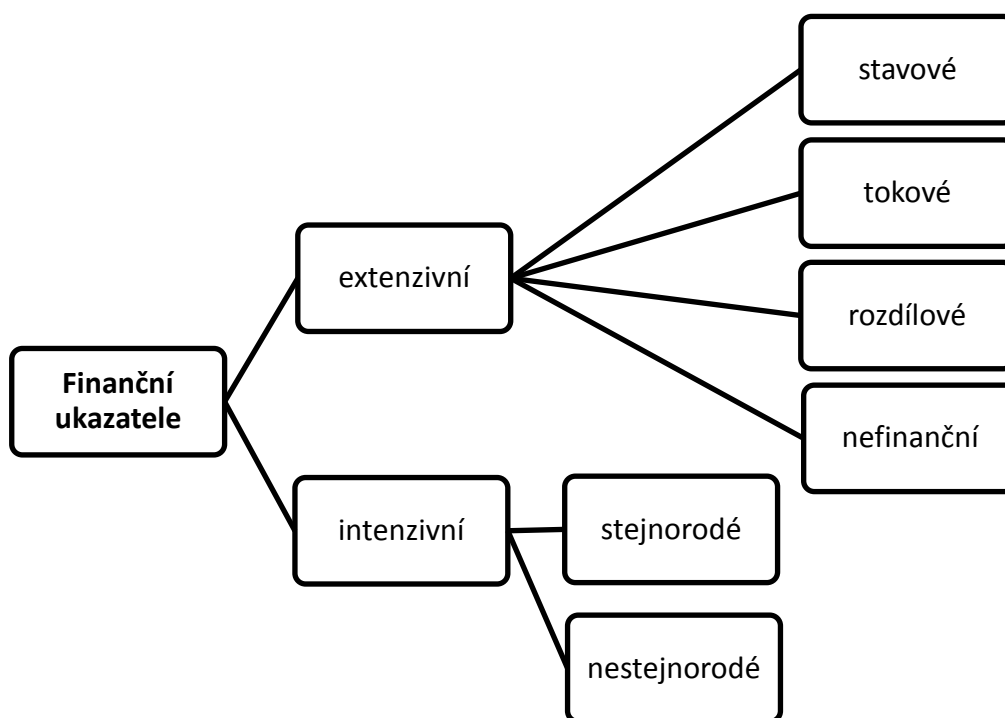 stavové
tokové
extenzivní
rozdílové
Finanční
ukazatele
nefinanční
intenzivní
stejnorodé
nestejnorodé